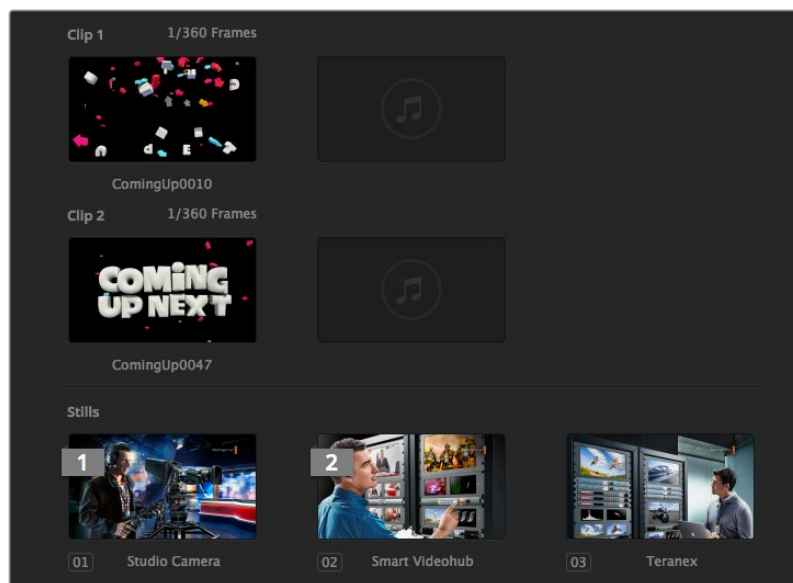 Clip 1 1/360 Frames
ComingUp0010
Clip 2 1/360 Frames
COMING
UP NEXT
ComingUp0047
Stills
1 2
01 Studio Camera 02 Smart Videohub 03 Teranex